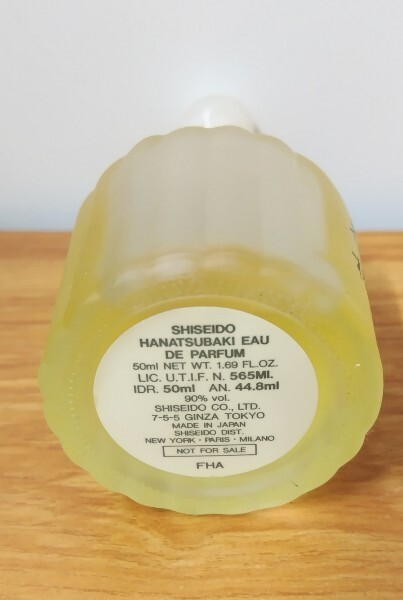 SHISEIDO
HANATSUBAKI EAU
DE PARFUM
50ml NET WT. 1.69 FL.OZ.
LIC. U.T.I.F. N. 565MI.
IDR. 50ml AN. 44.8ml
90% vol.
SHISEIDO CO., LTD.
7-5-5 GINZA TOKYO
MADE IN JAPAN
SHISEIDO DIST.
NEW YORK · PARIS · MILANO
NOT FOR SALE
FHA